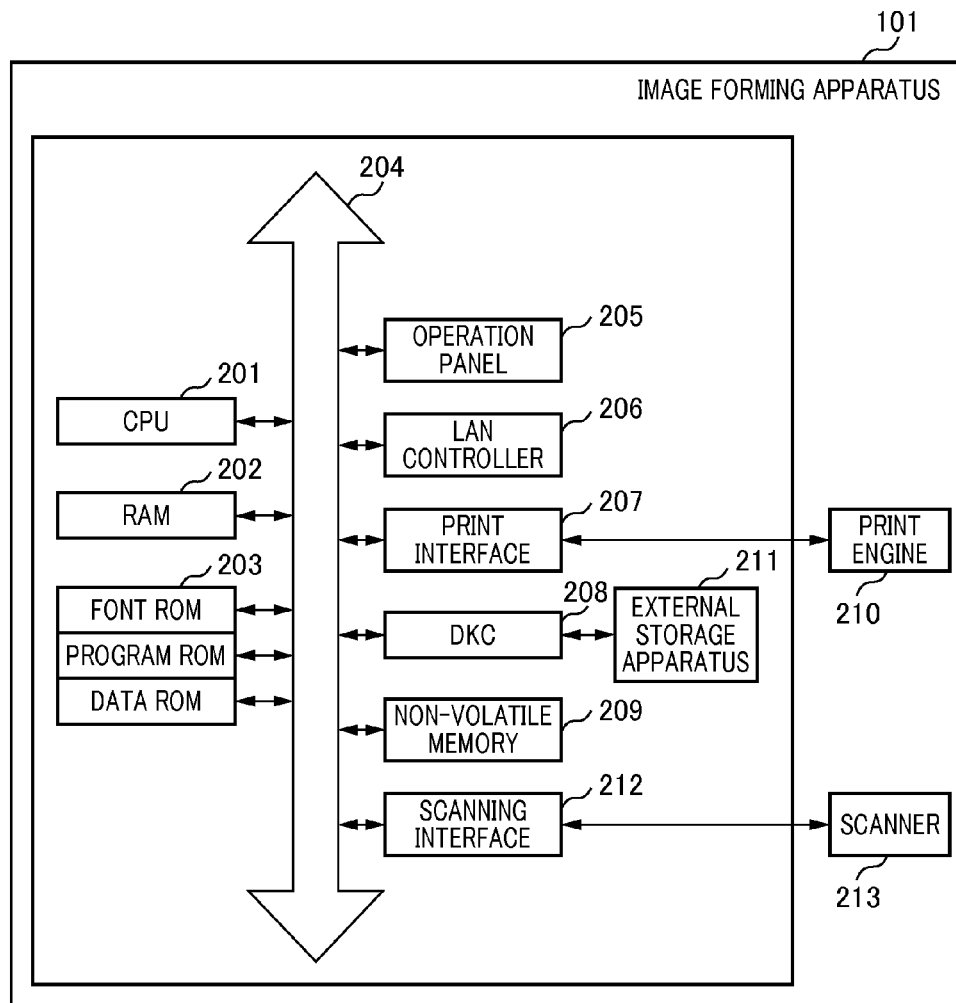 101
IMAGE FORMING APPARATUS
204
205
OPERATION
PANEL
201
CPU
206
LAN
CONTROLLER
202
RAM
207
PRINT
INTERFACE
PRINT
ENGINE
210
203
FONT ROM
PROGRAM ROM
DATA ROM
208
DKC
211
EXTERNAL
STORAGE
APPARATUS
209
NON-VOLATILE
MEMORY
212
SCANNING
INTERFACE
SCANNER
213